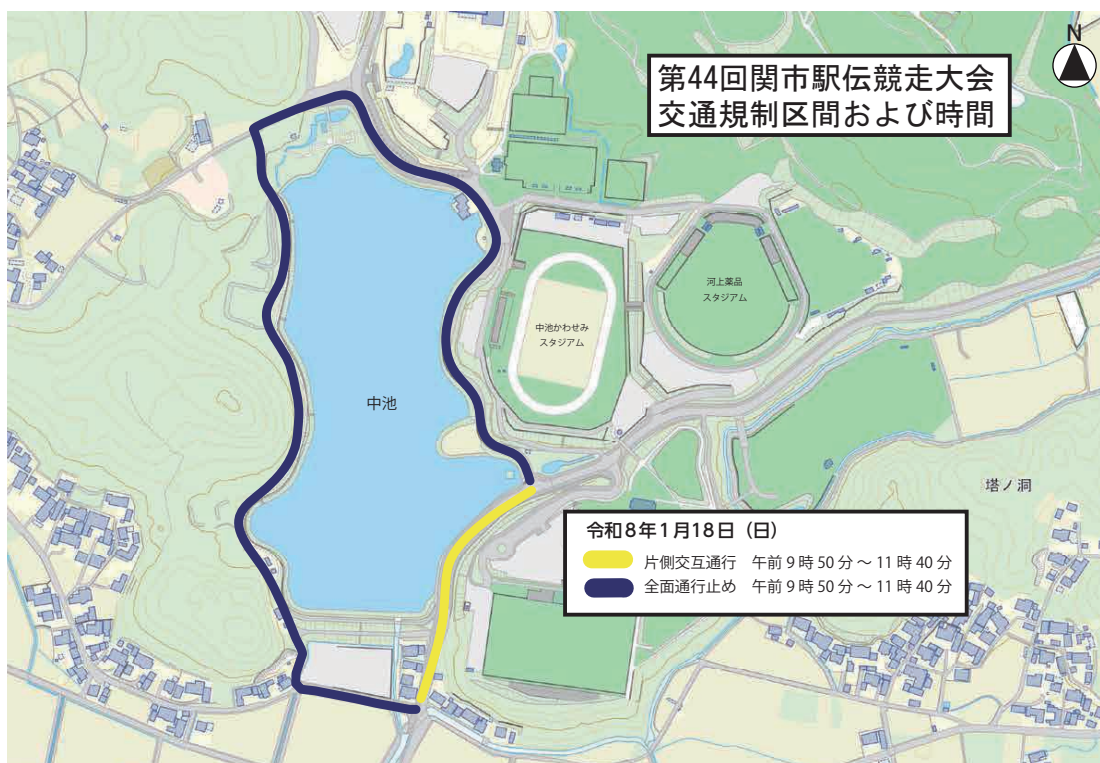 第44回関市駅伝競走大会
交通規制区間および時間
N
河上薬品
スタジアム
中池かわせみ
スタジアム
中池
塔ノ洞
令和8年1月18日（日）
片側交互通行 午前9時50分～11時40分
全面通行止め 午前9時50分～11時40分